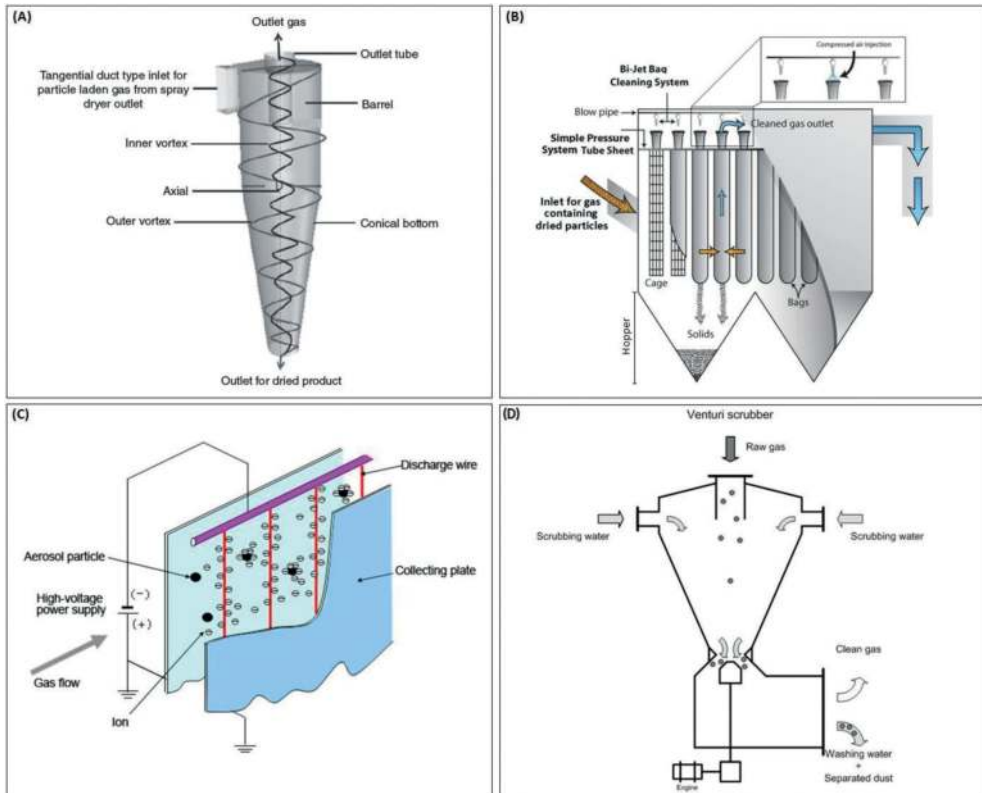 (A)
Outlet gas
Outlet tube
Tangential duct type inlet for
particle laden gas from spray
dryer outlet
Barrel
Inner vortex
Axial
Outer vortex
Conical bottom
Outlet for dried product
(B)
Compressed air injection
Bi-Jet Baq
Cleaning System
Blow pipe
Cleaned gas outlet
Simple Pressure
System Tube Sheet
Inlet for gas
containing
dried particles
Cage
Bags
Solids
Hopper
(C)
Discharge wire
Aerosol particle
Collecting plate
High-voltage
power supply
(-)
(+)
Gas flow
Ion
(D)
Venturi scrubber
Raw gas
Scrubbing water
Scrubbing water
Clean gas
Washing water
+
Separated dust
Engine